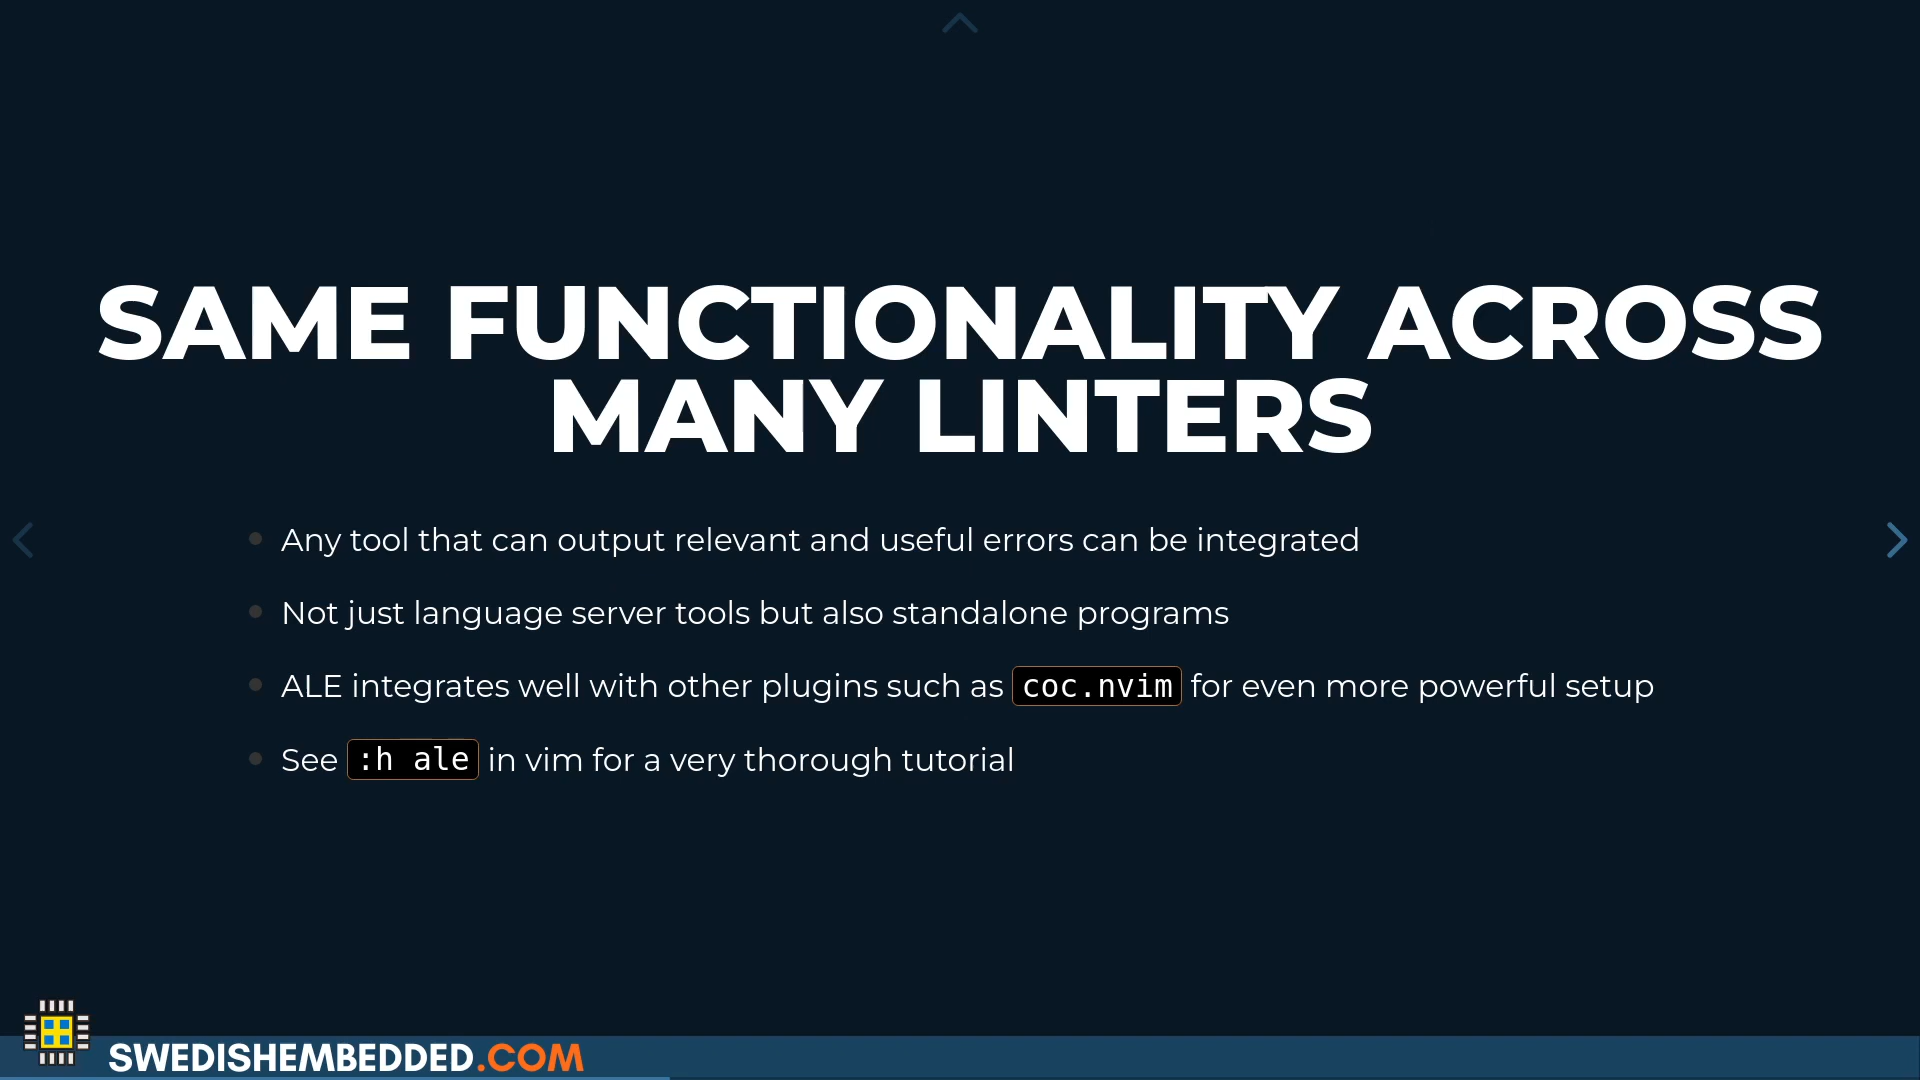 SAME FUNCTIONALITY ACROSS
MANY LINTERS
Any tool that can output relevant and useful errors can be integrated
Not just language server tools but also standalone programs
ALE integrates well with other plugins such as coc.nvim for even more powerful setup
See :h ale in vim for a very thorough tutorial
SWEDISHEMBEDDED.COM